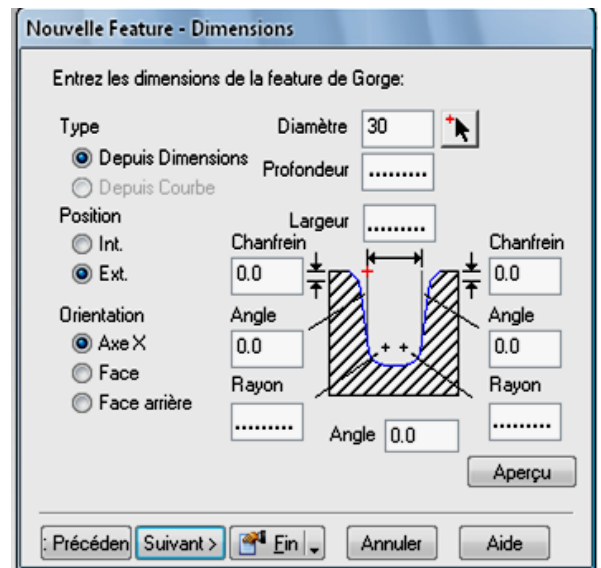 Nouvelle Feature - Dimensions
Entrez les dimensions de la feature de Gorge:
Type
Diamètre 30
Depuis Dimensions
Profondeur .........
Depuis Courbe
Position
Largeur .........
Int.
Chanfrein
Chanfrein
Ext.
0.0
0.0
Orientation
Angle
Angle
Axe X
0.0
0.0
Face
Rayon
Rayon
Face arrière
.........
.........
Angle 0.0
Aperçu
: Précéden Suivant > Fin Annuler Aide